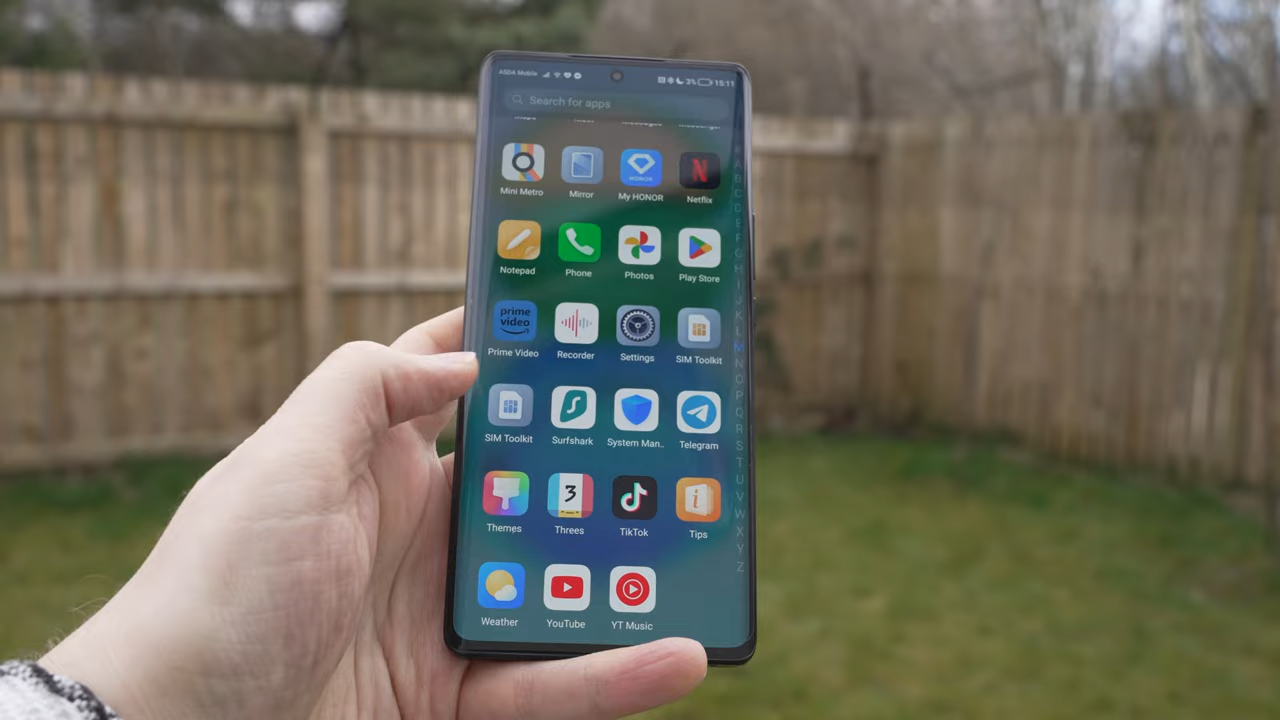 ASDA Mobile 3% 15:11
Search for apps
Mini Metro Mirror My HONOR Netflix
HONOR
N
Notepad Phone Photos Play Store
prime video
Prime Video Recorder Settings SIM Toolkit
SIM Toolkit Surfshark System Man.. Telegram
3
Themes Threes TikTok Tips
Weather YouTube YT Music
A
B
C
D
E
F
G
H
I
J
K
L
M
N
O
P
Q
R
S
T
U
V
W
X
Y
Z